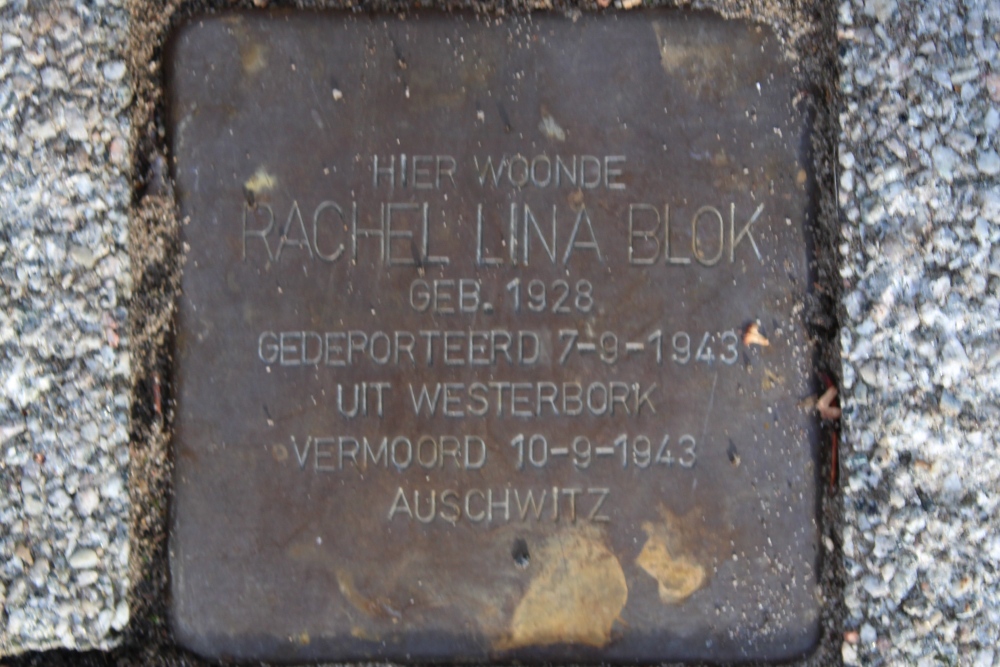 HIER WOONDE
RACHEL LINA BLOK
GEB. 1928
GEDEPORTEERD 7-9-1943
UIT WESTERBORK
VERMOORD 10-9-1943
AUSCHWITZ